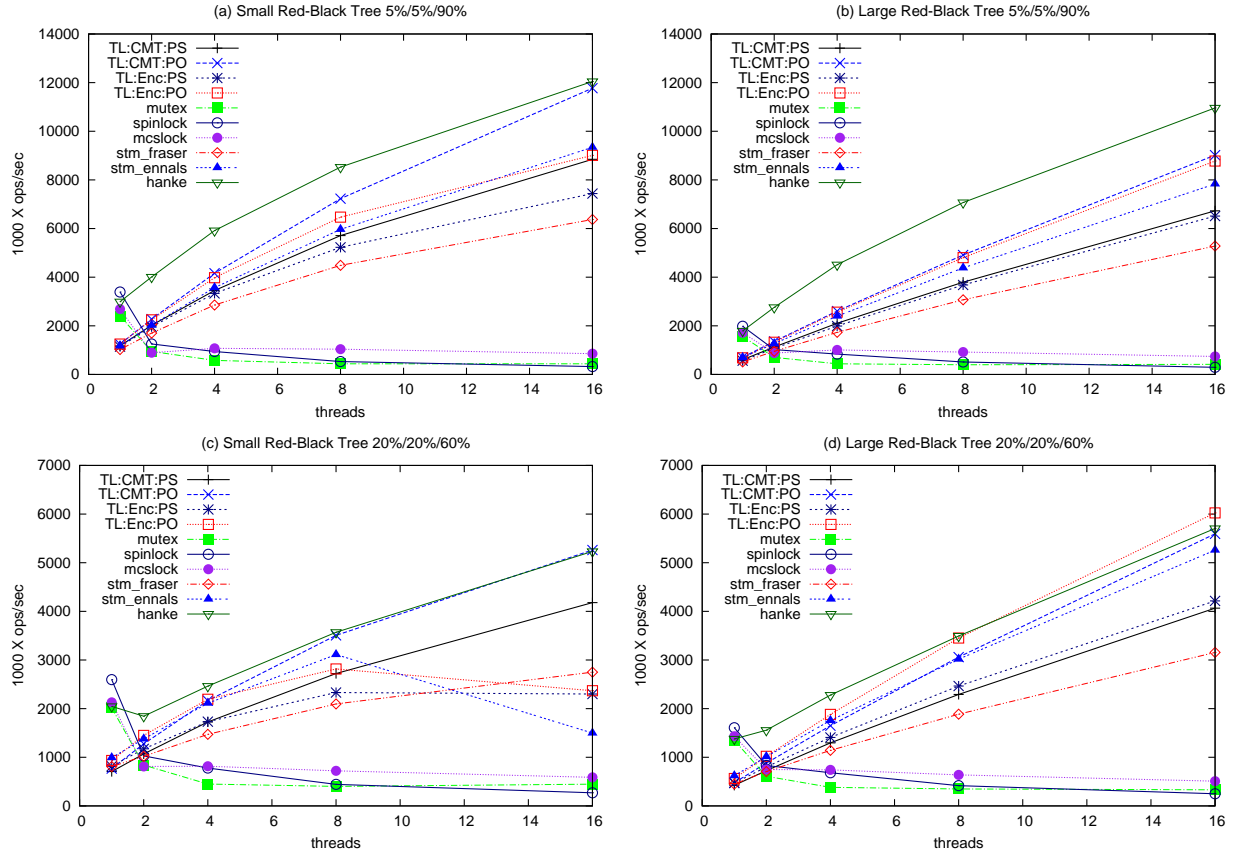 (a) Small Red-Black Tree 5%/5%/90%
14000
12000
10000
8000
6000
4000
2000
0
1000 X ops/sec
TL:CMT:PS
TL:CMT:PO
TL:Enc:PS
TL:Enc:PO
mutex
spinlock
mcslock
stm_fraser
stm_ennals
hanke
0 2 4 6 8 10 12 14 16
threads
(b) Large Red-Black Tree 5%/5%/90%
14000
12000
10000
8000
6000
4000
2000
0
1000 X ops/sec
TL:CMT:PS
TL:CMT:PO
TL:Enc:PS
TL:Enc:PO
mutex
spinlock
mcslock
stm_fraser
stm_ennals
hanke
0 2 4 6 8 10 12 14 16
threads
(c) Small Red-Black Tree 20%/20%/60%
7000
6000
5000
4000
3000
2000
1000
0
1000 X ops/sec
TL:CMT:PS
TL:CMT:PO
TL:Enc:PS
TL:Enc:PO
mutex
spinlock
mcslock
stm_fraser
stm_ennals
hanke
0 2 4 6 8 10 12 14 16
threads
(d) Large Red-Black Tree 20%/20%/60%
7000
6000
5000
4000
3000
2000
1000
0
1000 X ops/sec
TL:CMT:PS
TL:CMT:PO
TL:Enc:PS
TL:Enc:PO
mutex
spinlock
mcslock
stm_fraser
stm_ennals
hanke
0 2 4 6 8 10 12 14 16
threads